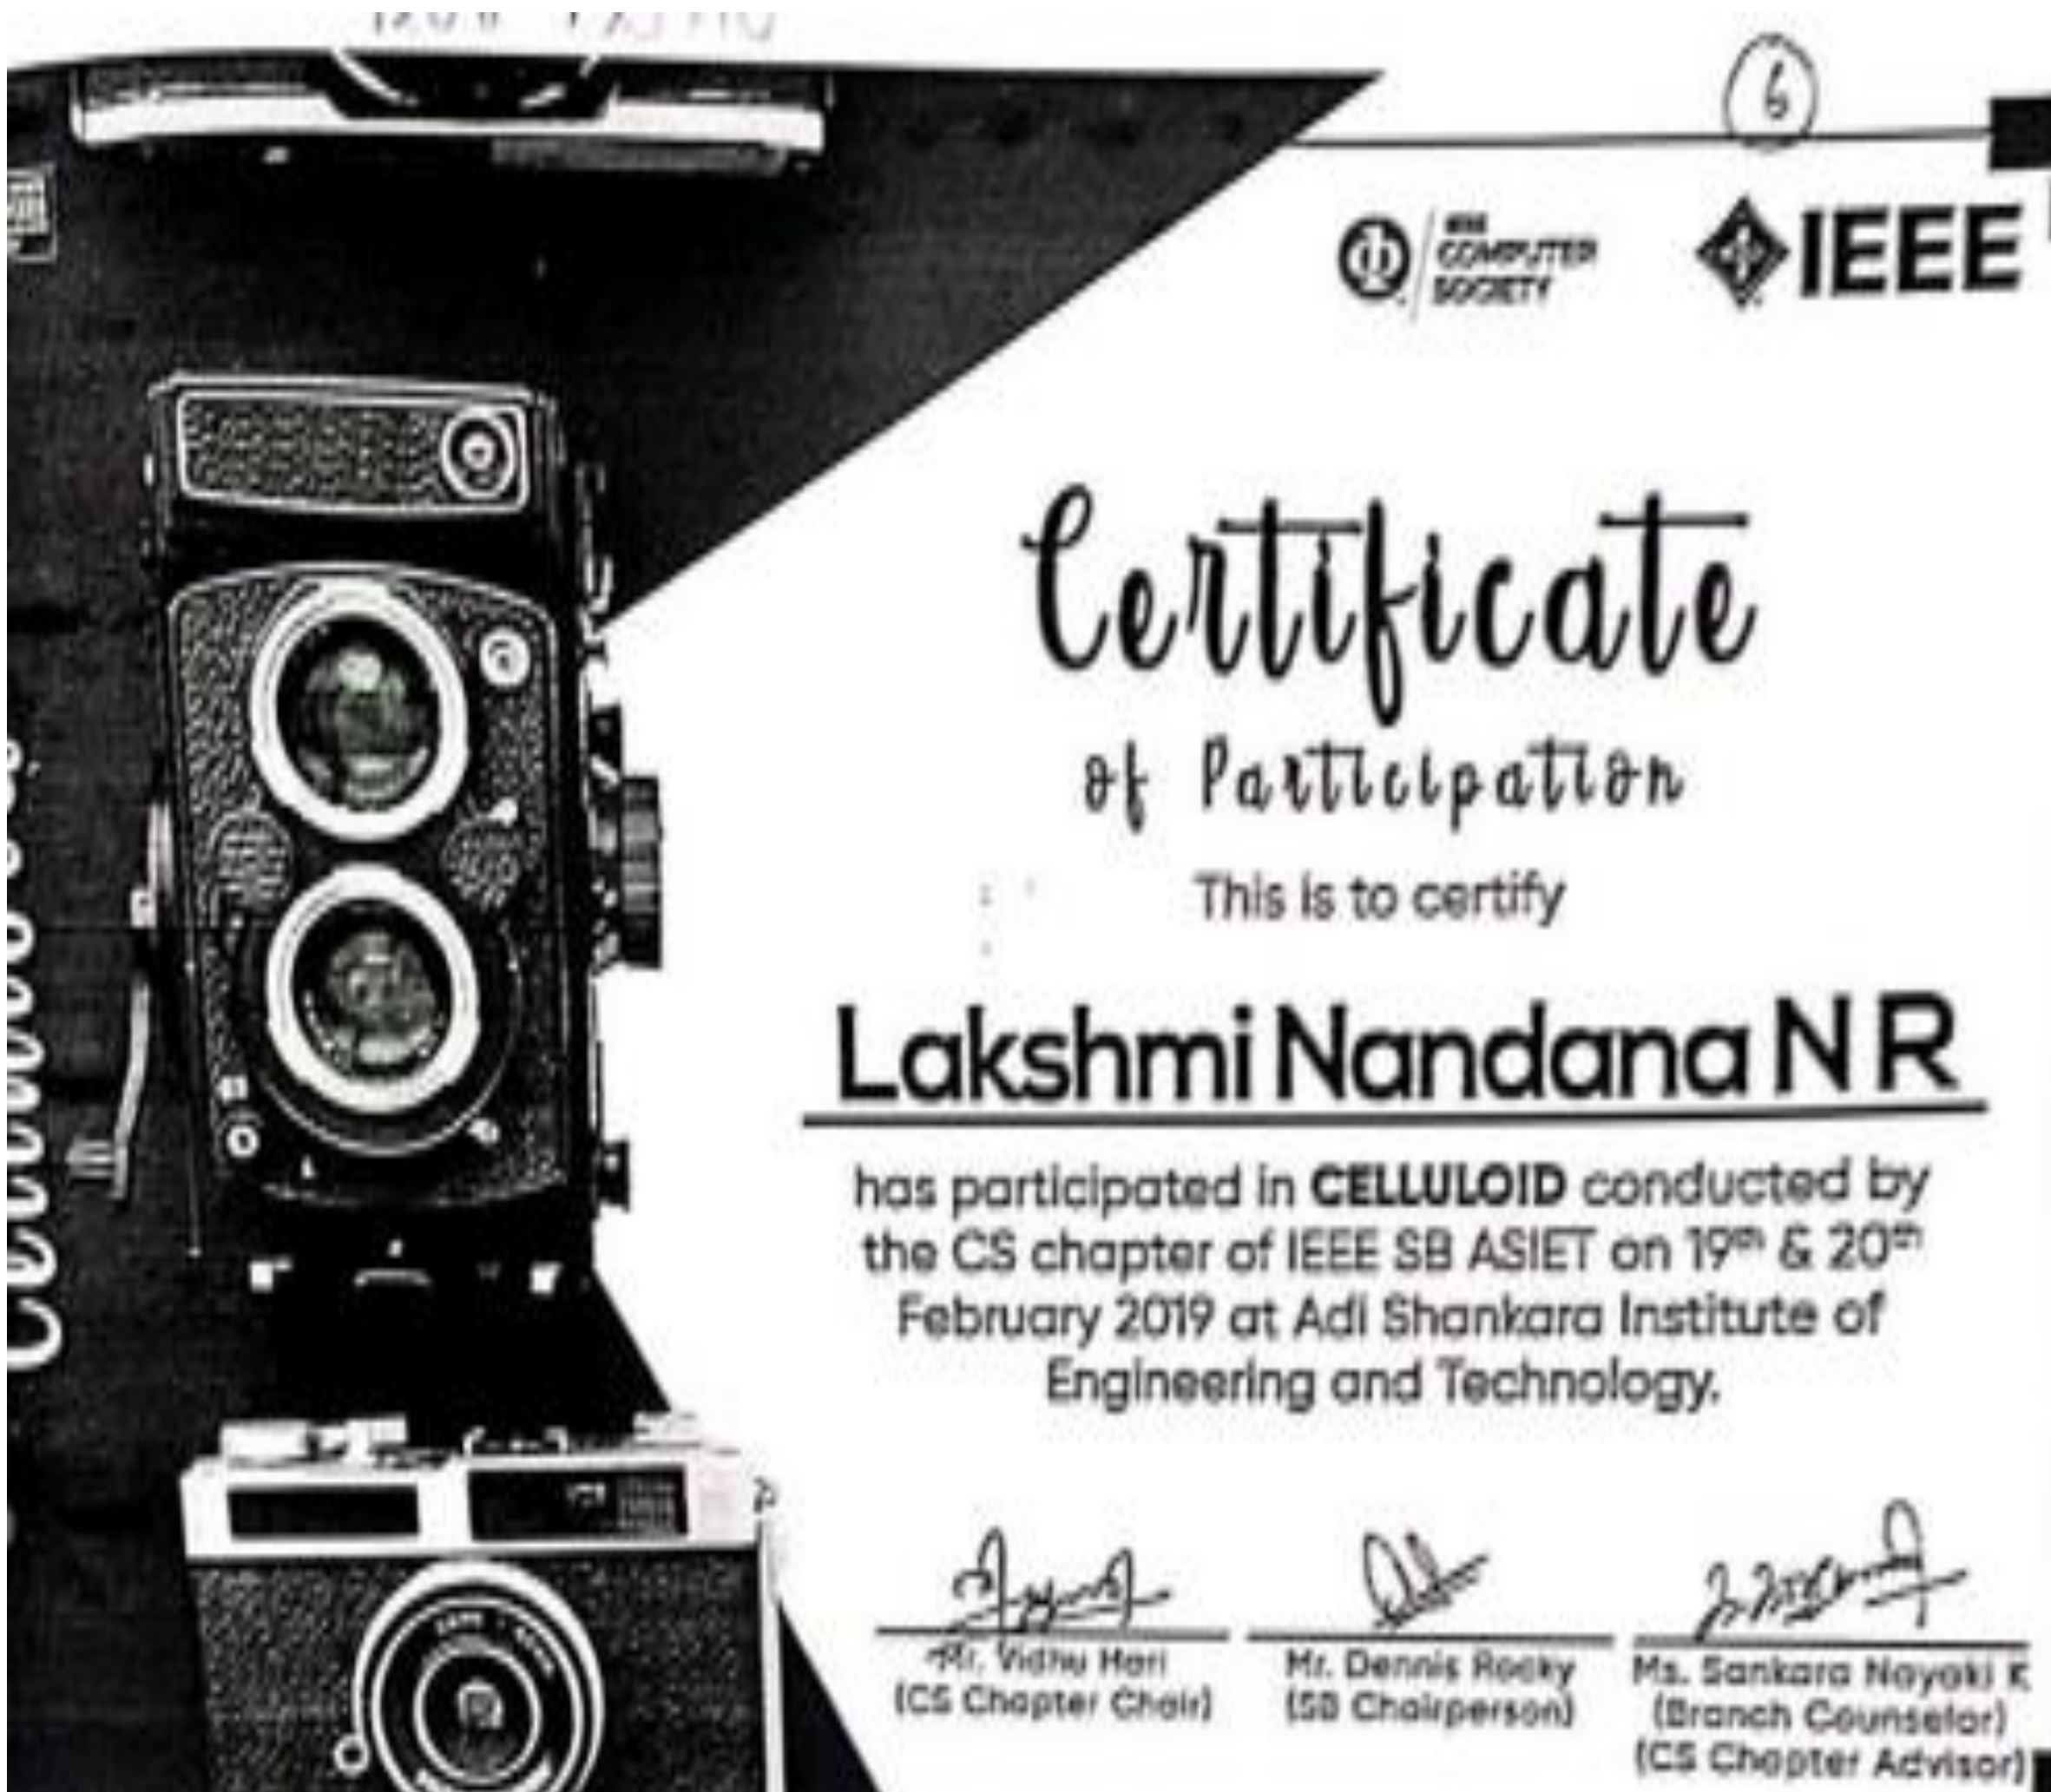 6
IEEE
COMPUTER
SOCIETY
IEEE
Certificate
of Participation
This is to certify
Lakshmi Nandana N R
has participated in CELLULOID conducted by
the CS chapter of IEEE SB ASIET on 19th & 20th
February 2019 at Adi Shankara Institute of
Engineering and Technology.
Mr. Vidhu Hari
(CS Chapter Chair)
Mr. Dennis Rocky
(SB Chairperson)
Ms. Sankara Nayaki K
(Branch Counselor)
(CS Chapter Advisor)